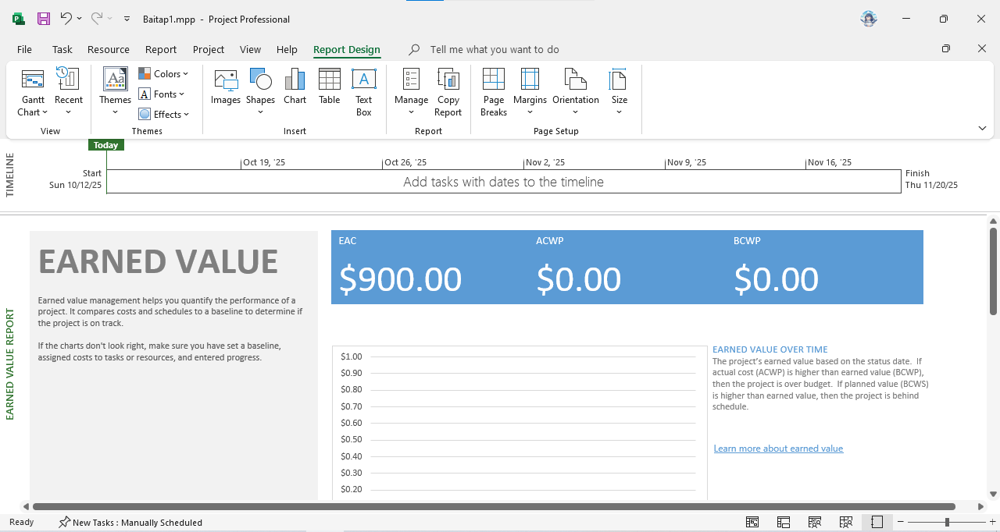 Baitap1.mpp - Project Professional
File Task Resource Report Project View Help Report Design Tell me what you want to do
Gantt Chart
Recent
View
Themes
Colors
Fonts
Effects
Themes
Images
Shapes
Chart
Table
Text Box
Insert
Manage
Copy Report
Report
Page Breaks
Margins
Orientation
Size
Page Setup
TIMELINE
Today
Start
Sun 10/12/25
Oct 19, '25 Oct 26, '25 Nov 2, '25 Nov 9, '25 Nov 16, '25
Add tasks with dates to the timeline
Finish
Thu 11/20/25
EARNED VALUE REPORT
EARNED VALUE
Earned value management helps you quantify the performance of a
project. It compares costs and schedules to a baseline to determine if
the project is on track.
If the charts don't look right, make sure you have set a baseline,
assigned costs to tasks or resources, and entered progress.
EAC ACWP BCWP
$900.00 $0.00 $0.00
$1.00
$0.90
$0.80
$0.70
$0.60
$0.50
$0.40
$0.30
$0.20
EARNED VALUE OVER TIME
The project's earned value based on the status date. If
actual cost (ACWP) is higher than earned value (BCWP),
then the project is over budget. If planned value (BCWS)
is higher than earned value, then the project is behind
schedule.
Learn more about earned value
Ready New Tasks : Manually Scheduled